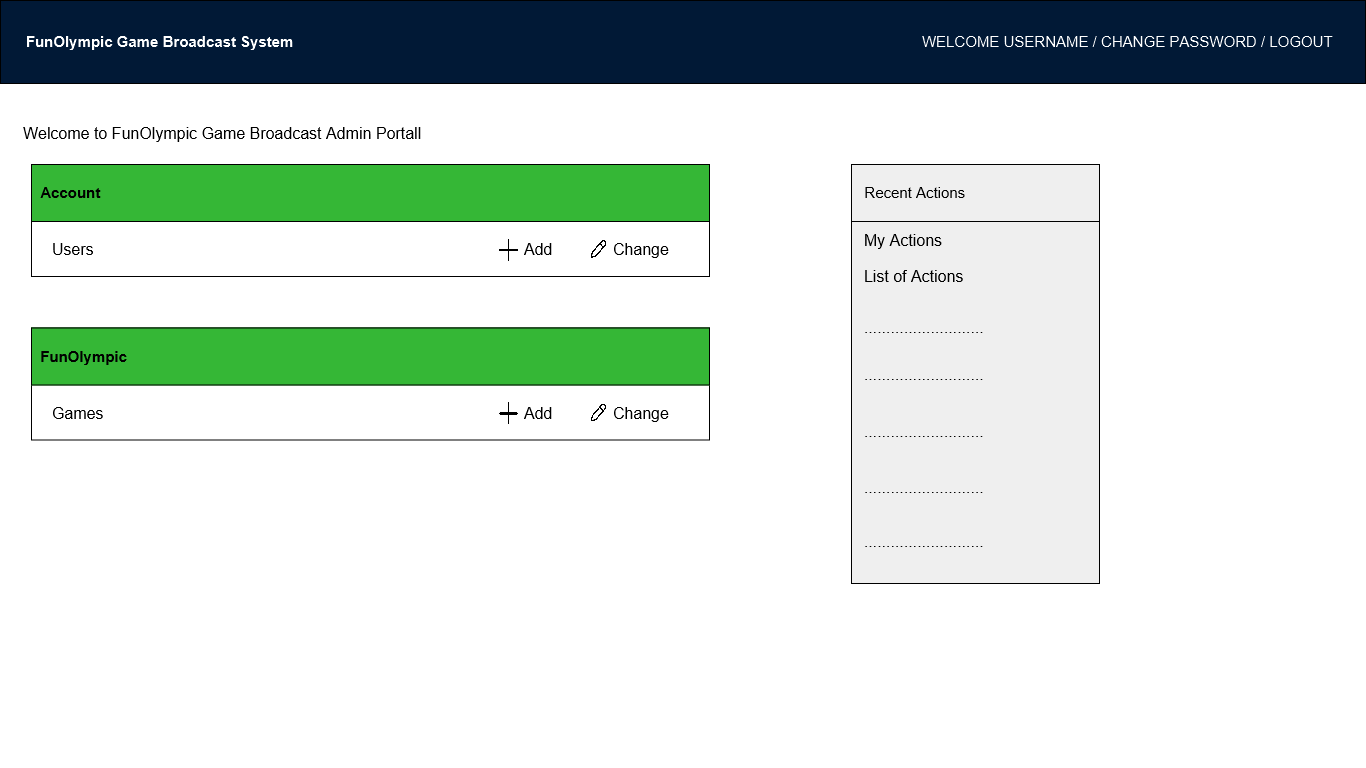 FunOlympic Game Broadcast System
WELCOME USERNAME / CHANGE PASSWORD / LOGOUT
Welcome to FunOlympic Game Broadcast Admin Portall
Account
Users
Add
Change
FunOlympic
Games
Add
Change
Recent Actions
My Actions
List of Actions
...........................
...........................
...........................
...........................
...........................